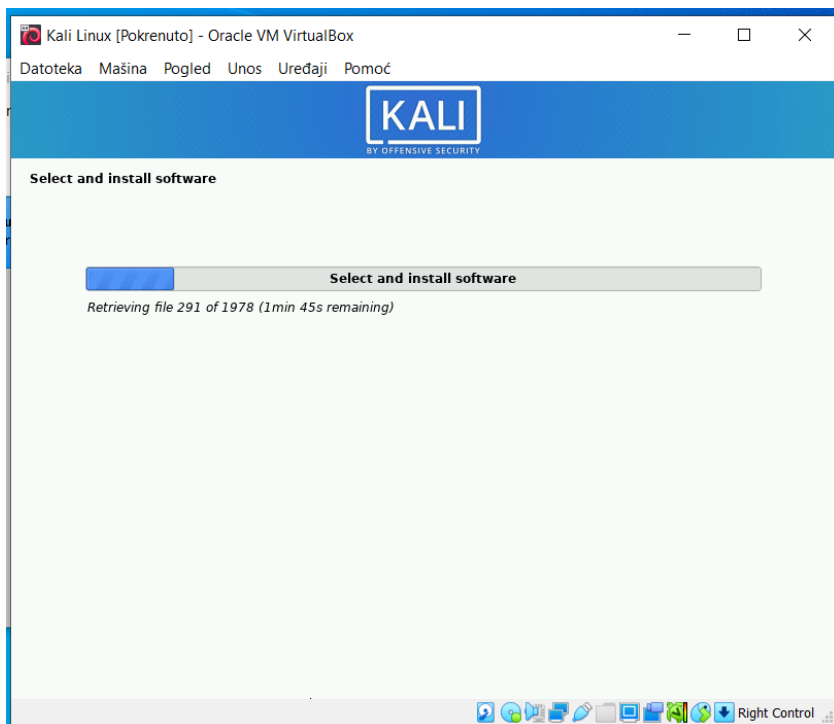 Kali Linux [Pokrenuto] - Oracle VM VirtualBox
Datoteka Mašina Pogled Unos Uređaji Pomoć
KALI
BY OFFENSIVE SECURITY
Select and install software
Select and install software
Retrieving file 291 of 1978 (1min 45s remaining)
Right Control